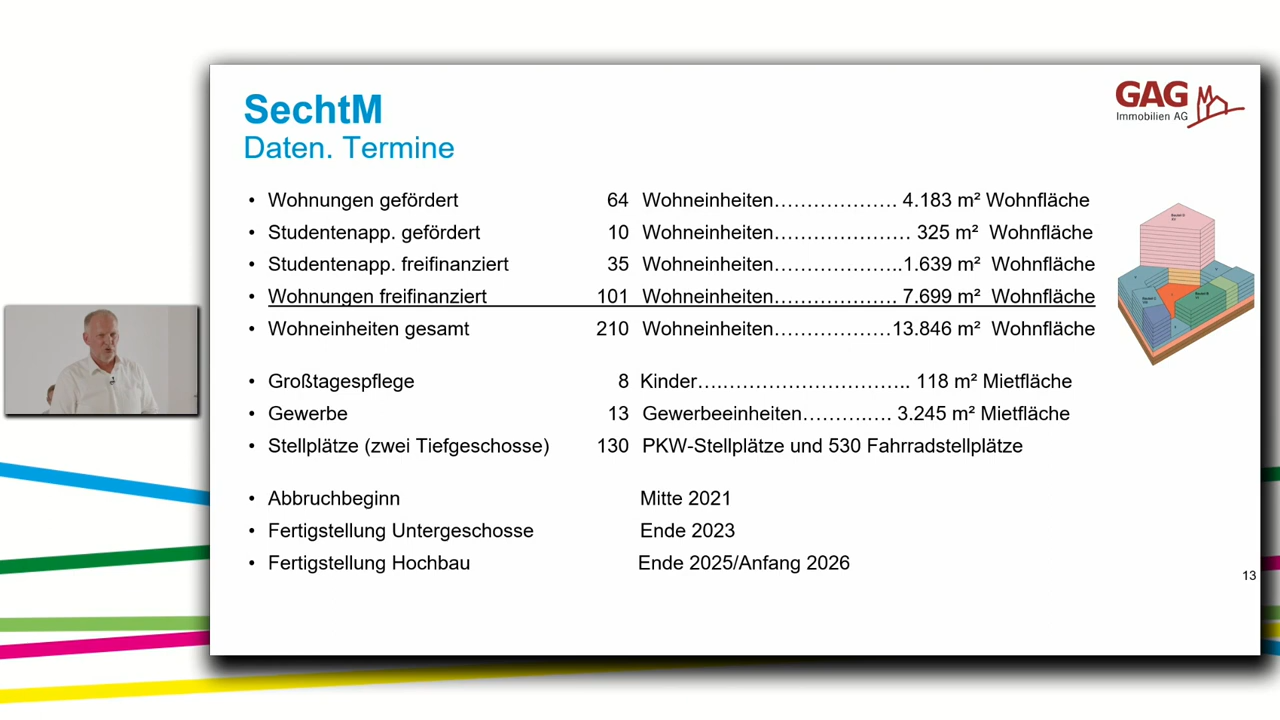 SechtM
Daten. Termine
GAG
Immobilien AG
• Wohnungen gefördert 64 Wohneinheiten………………. 4.183 m² Wohnfläche
• Studentenapp. gefördert 10 Wohneinheiten…………………. 325 m² Wohnfläche
• Studentenapp. freifinanziert 35 Wohneinheiten………………..1.639 m² Wohnfläche
• Wohnungen freifinanziert 101 Wohneinheiten………………. 7.699 m² Wohnfläche
• Wohneinheiten gesamt 210 Wohneinheiten………………13.846 m² Wohnfläche
• Großtagespflege 8 Kinder….……………………….. 118 m² Mietfläche
• Gewerbe 13 Gewerbeeinheiten……..…. 3.245 m² Mietfläche
• Stellplätze (zwei Tiefgeschosse) 130 PKW-Stellplätze und 530 Fahrradstellplätze
• Abbruchbeginn Mitte 2021
• Fertigstellung Untergeschosse Ende 2023
• Fertigstellung Hochbau Ende 2025/Anfang 2026
13